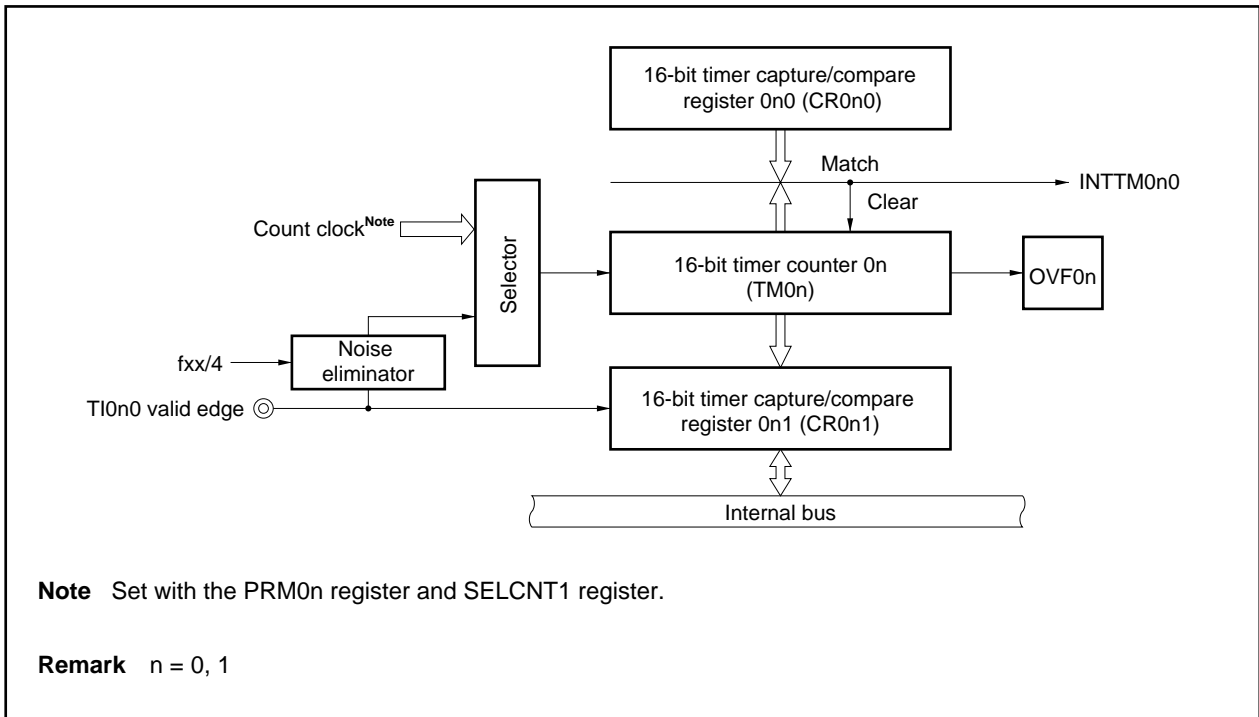 16-bit timer capture/compare
register 0n0 (CR0n0)
Match
INTTM0n0
Clear
Count clockNote
Selector
16-bit timer counter 0n
(TM0n)
OVF0n
fxx/4
Noise
eliminator
TI0n0 valid edge
16-bit timer capture/compare
register 0n1 (CR0n1)
Internal bus
Note Set with the PRM0n register and SELCNT1 register.
Remark n = 0, 1